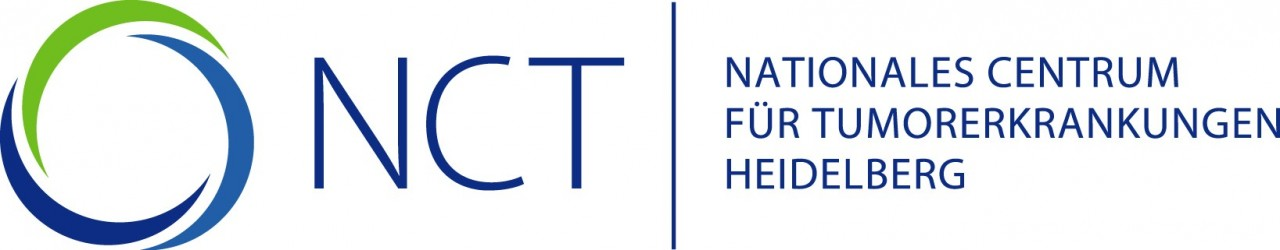 NCT
NATIONALES CENTRUM
FÜR TUMORERKRANKUNGEN
HEIDELBERG